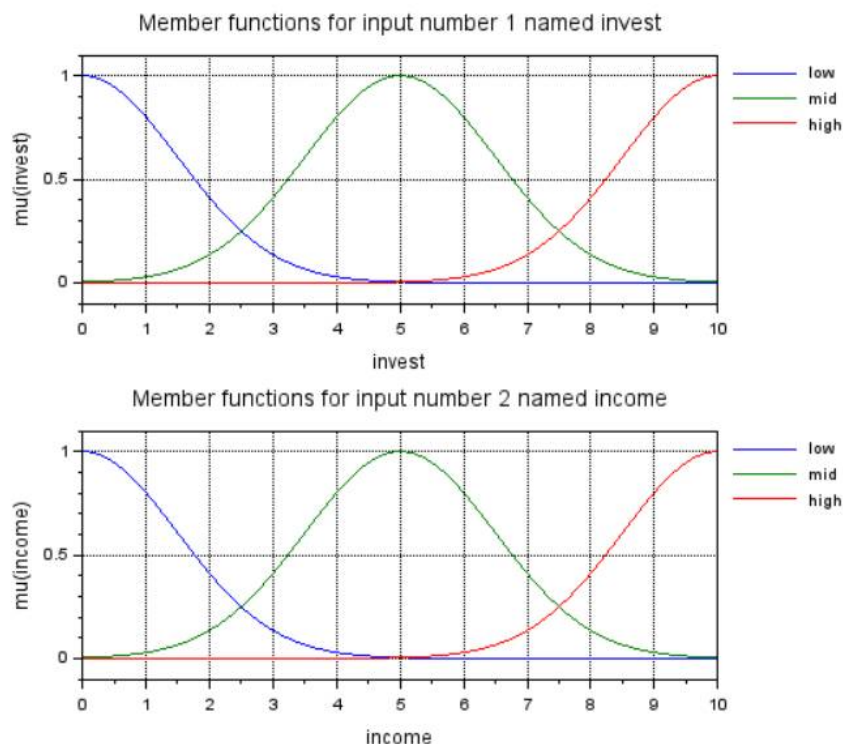 Member functions for input number 1 named invest
1
0.5
0
mu(invest)
low
mid
high
0 1 2 3 4 5 6 7 8 9 10
invest
Member functions for input number 2 named income
1
0.5
0
mu(income)
low
mid
high
0 1 2 3 4 5 6 7 8 9 10
income